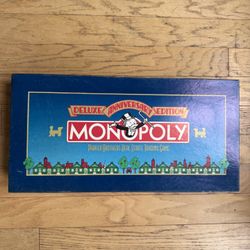 DELUXE ANNIVERSARY EDITION
MONOPOLY
PARKER BROTHERS REAL ESTATE TRADING GAME